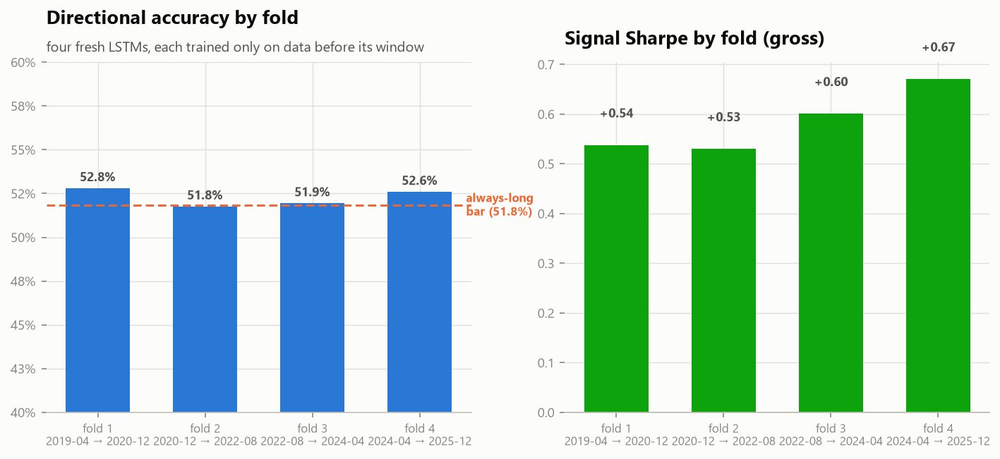 Directional accuracy by fold
four fresh LSTMs, each trained only on data before its window
60%
58%
55%
52%
50%
48%
45%
43%
40%
52.8%
51.8%
51.9%
52.6%
always-long
bar (51.8%)
fold 1
2019-04 → 2020-12
fold 2
2020-12 → 2022-08
fold 3
2022-08 → 2024-04
fold 4
2024-04 → 2025-12
Signal Sharpe by fold (gross)
0.7
0.6
0.5
0.4
0.3
0.2
0.1
0.0
+0.54
+0.53
+0.60
+0.67
fold 1
2019-04 → 2020-12
fold 2
2020-12 → 2022-08
fold 3
2022-08 → 2024-04
fold 4
2024-04 → 2025-12